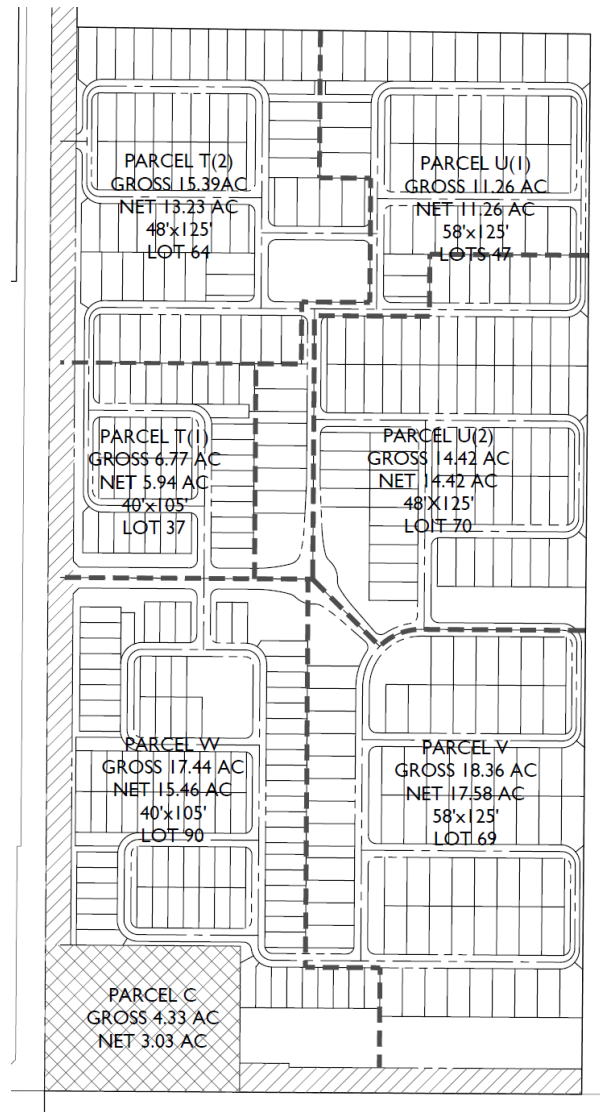 PARCEL T(2)
GROSS 15.39AC
NET 13.23 AC
48'x125'
LOT 64
PARCEL U(1)
GROSS 11.26 AC
NET 11.26 AC
58'x125'
LOTS 47
PARCEL T(1)
GROSS 6.77 AC
NET 5.94 AC
40'x105'
LOT 37
PARCEL U(2)
GROSS 14.42 AC
NET 14.42 AC
48'X125'
LOIT 70
PARCEL W
GROSS 17.44 AC
NET 15.46 AC
40'x105'
LOT 90
PARCEL V
GROSS 18.36 AC
NET 17.58 AC
58'x125'
LOT 69
PARCEL C
GROSS 4.33 AC
NET 3.03 AC